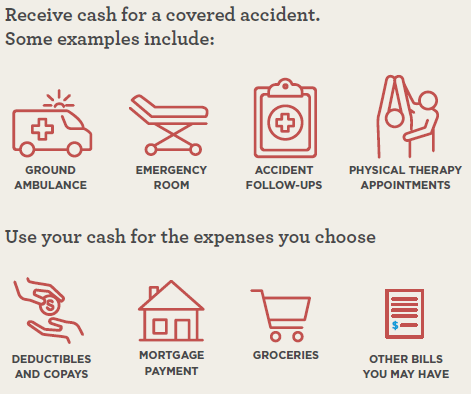 Receive cash for a covered accident.
Some examples include:
GROUND
AMBULANCE
EMERGENCY
ROOM
ACCIDENT
FOLLOW-UPS
PHYSICAL THERAPY
APPOINTMENTS
Use your cash for the expenses you choose
$
DEDUCTIBLES
AND COPAYS
MORTGAGE
PAYMENT
GROCERIES
$
OTHER BILLS
YOU MAY HAVE